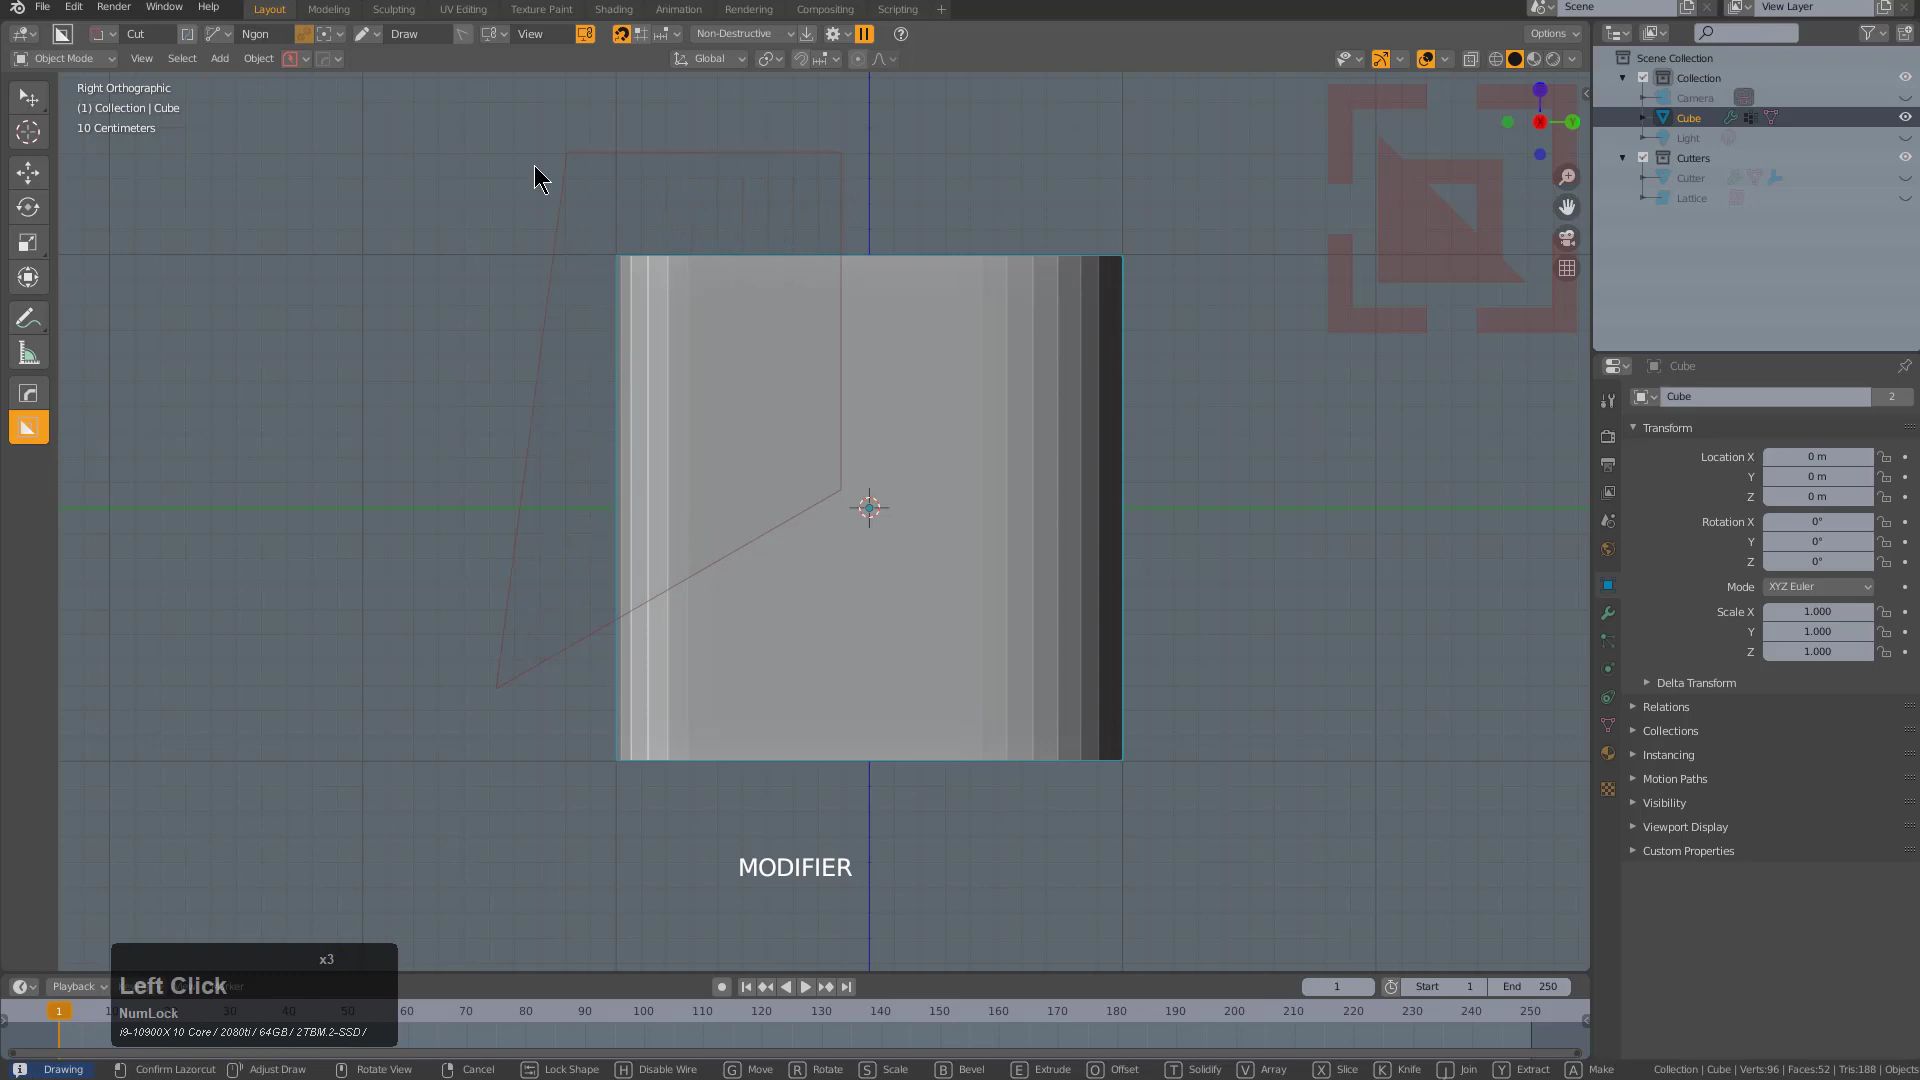 File Edit Render Window Help Layout Modeling Sculpting UV Editing Texture Paint Shading Animation Rendering Compositing Scripting + Scene View Layer
Cut Ngon Draw View Non-Destructive Options
Object Mode View Select Add Object Global
Right Orthographic
(1) Collection | Cube
10 Centimeters
Scene Collection
Collection
Camera
Cube
Light
Cutters
Cutter
Lattice
Cube
Cube 2
Transform
Location X 0 m
Y 0 m
Z 0 m
Rotation X 0°
Y 0°
Z 0°
Mode XYZ Euler
Scale X 1.000
Y 1.000
Z 1.000
Delta Transform
Relations
Collections
Instancing
Motion Paths
Visibility
Viewport Display
Custom Properties
MODIFIER
x3
Left Click
NumLock
i9-10900X 10 Core / 2080ti / 64GB / 2TBM.2-SSD /
Playback 1 Start 1 End 250
1 30 40 50 60 70 80 90 100 110 120 130 140 150 160 170 180 190 200 210 220 230 240 250
Drawing Confirm Lazorcut Adjust Draw Rotate View Cancel Lock Shape H Disable Wire G Move R Rotate S Scale B Bevel E Extrude O Offset T Solidify V Array X Slice K Knife J Join Y Extract A Make Collection | Cube | Verts:96 | Faces:52 | Tris:188 | Objects